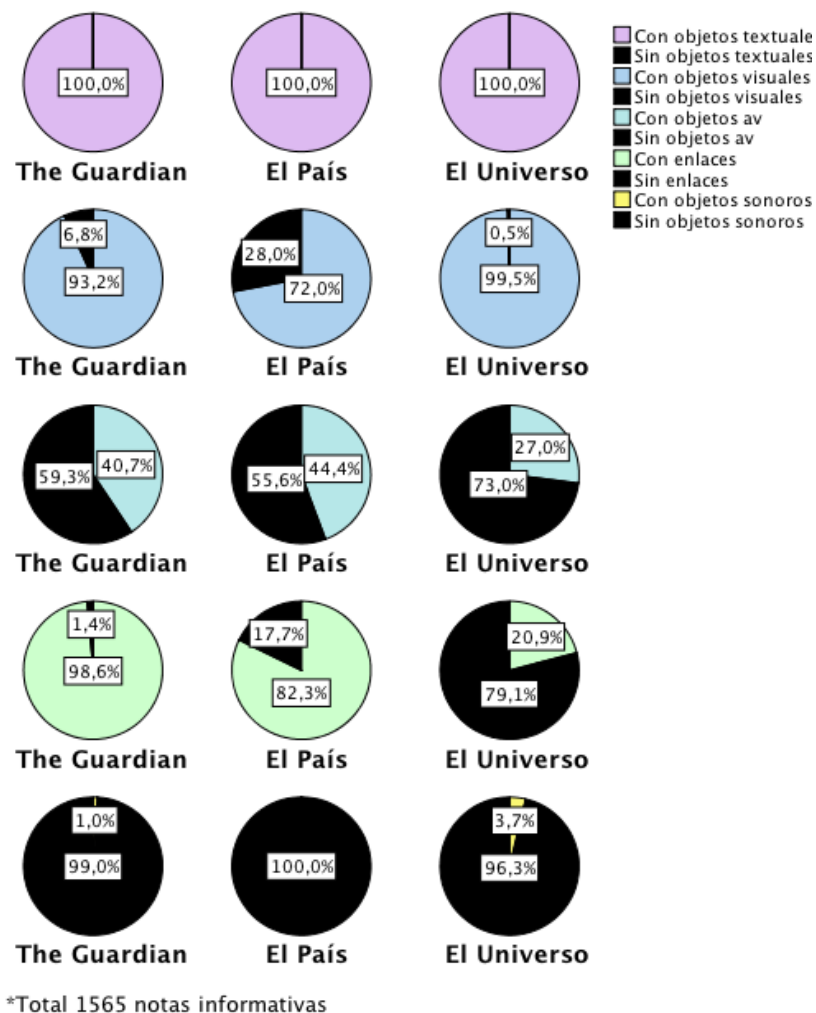 100,0% 100,0% 100,0%
The Guardian El País El Universo
Con objetos textuale
Sin objetos textuales
Con objetos visuales
Sin objetos visuales
Con objetos av
Sin objetos av
Con enlaces
Sin enlaces
Con objetos sonoros
Sin objetos sonoros
6,8% 28,0% 0,5%
93,2% 72,0% 99,5%
The Guardian El País El Universo
59,3% 40,7% 55,6% 44,4% 27,0%
73,0%
The Guardian El País El Universo
1,4% 17,7% 20,9%
98,6% 82,3% 79,1%
The Guardian El País El Universo
1,0% 3,7%
99,0% 100,0% 96,3%
The Guardian El País El Universo
*Total 1565 notas informativas